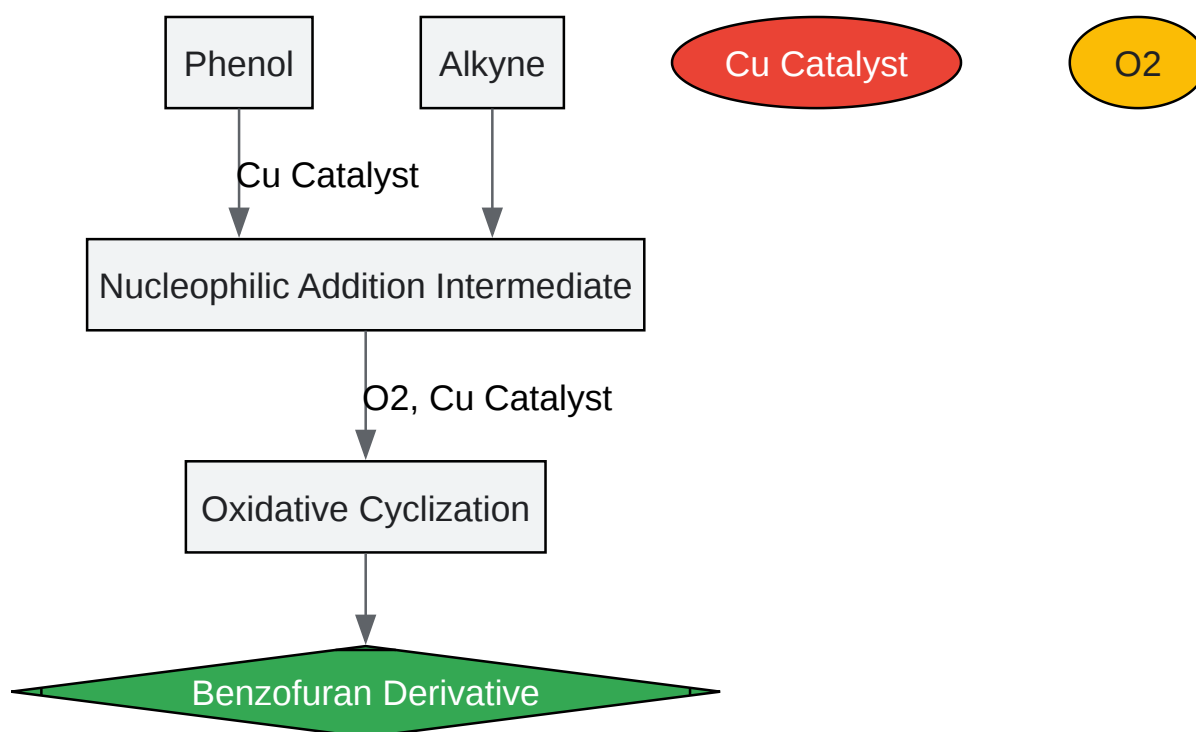 Phenol
Alkyne
Cu Catalyst
O2
Cu Catalyst
Nucleophilic Addition Intermediate
O2, Cu Catalyst
Oxidative Cyclization
Benzofuran Derivative